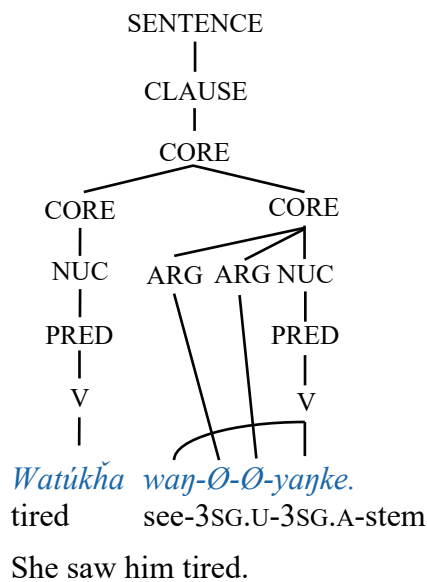 SENTENCE
CLAUSE
CORE
CORE CORE
NUC ARG ARG NUC
PRED PRED
V V
Watúkȟa waŋ-Ø-Ø-yaŋke.
tired see-3SG.U-3SG.A-stem
She saw him tired.